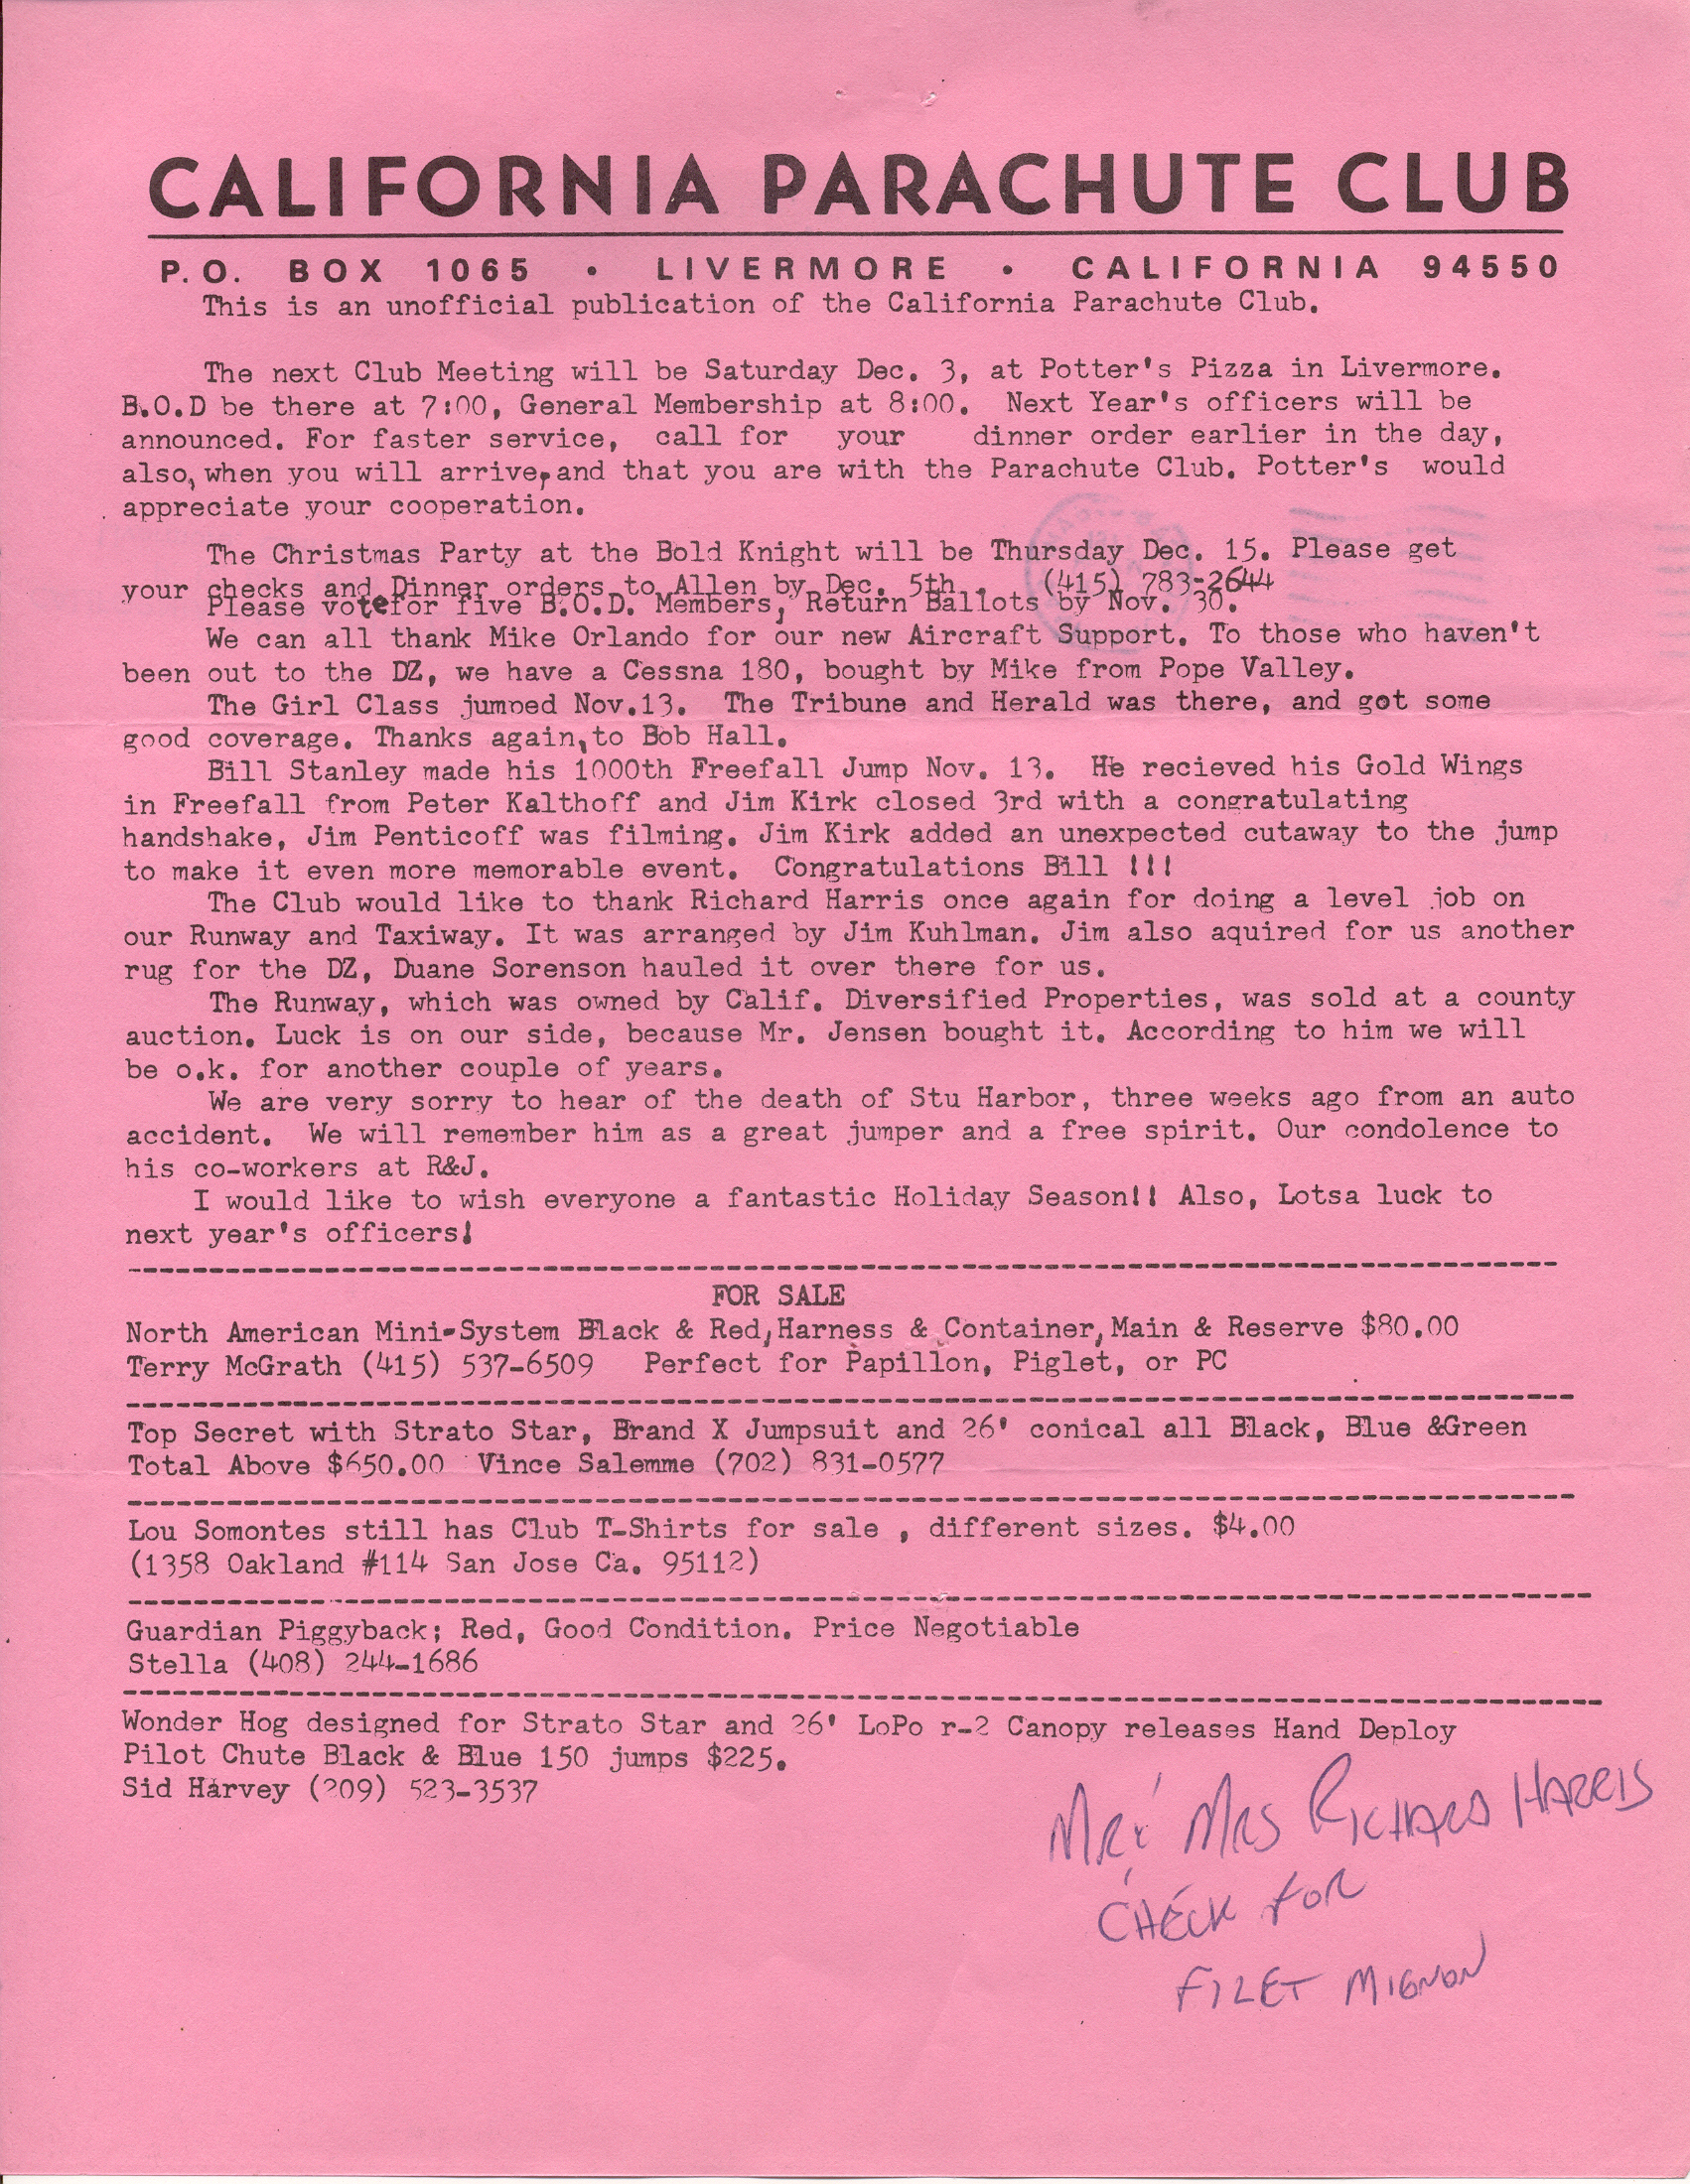 CALIFORNIA PARACHUTE CLUB
P.O. BOX 1065 • LIVERMORE • CALIFORNIA 94550
This is an unofficial publication of the California Parachute Club.
The next Club Meeting will be Saturday Dec. 3, at Potter's Pizza in Livermore.
B.O.D be there at 7:00, General Membership at 8:00. Next Year's officers will be
announced. For faster service, call for your dinner order earlier in the day,
also, when you will arrive, and that you are with the Parachute Club. Potter's would
appreciate your cooperation.
The Christmas Party at the Bold Knight will be Thursday Dec. 15. Please get
your checks and Dinner orders to Allen by Dec. 5th. (415) 783-2644
Please vote for five B.O.D. Members, Return Ballots by Nov. 30.
We can all thank Mike Orlando for our new Aircraft Support. To those who haven't
been out to the DZ, we have a Cessna 180, bought by Mike from Pope Valley.
The Girl Class jumped Nov.13. The Tribune and Herald was there, and got some
good coverage. Thanks again, to Bob Hall.
Bill Stanley made his 1000th Freefall Jump Nov. 13. He recieved his Gold Wings
in Freefall from Peter Kalthoff and Jim Kirk closed 3rd with a congratulating
handshake, Jim Penticoff was filming. Jim Kirk added an unexpected cutaway to the jump
to make it even more memorable event. Congratulations Bill !!!
The Club would like to thank Richard Harris once again for doing a level job on
our Runway and Taxiway. It was arranged by Jim Kuhlman. Jim also aquired for us another
rug for the DZ, Duane Sorenson hauled it over there for us.
The Runway, which was owned by Calif. Diversified Properties, was sold at a county
auction. Luck is on our side, because Mr. Jensen bought it. According to him we will
be o.k. for another couple of years.
We are very sorry to hear of the death of Stu Harbor, three weeks ago from an auto
accident. We will remember him as a great jumper and a free spirit. Our condolence to
his co-workers at R&J.
I would like to wish everyone a fantastic Holiday Season!! Also, Lotsa luck to
next year's officers!
FOR SALE
North American Mini-System Black & Red, Harness & Container, Main & Reserve $80.00
Terry McGrath (415) 537-6509 Perfect for Papillon, Piglet, or PC
Top Secret with Strato Star, Brand X Jumpsuit and 26' conical all Black, Blue &Green
Total Above $650.00 Vince Salemme (702) 831-0577
Lou Somontes still has Club T-Shirts for sale , different sizes. $4.00
(1358 Oakland #114 San Jose Ca. 95112)
Guardian Piggyback; Red, Good Condition. Price Negotiable
Stella (408) 244-1686
Wonder Hog designed for Strato Star and 26' LoPo r-2 Canopy releases Hand Deploy
Pilot Chute Black & Blue 150 jumps $225.
Sid Harvey (209) 523-3537
MR & MRS RICHARD HARRIS
CHECK FOR
FILET MIGNON